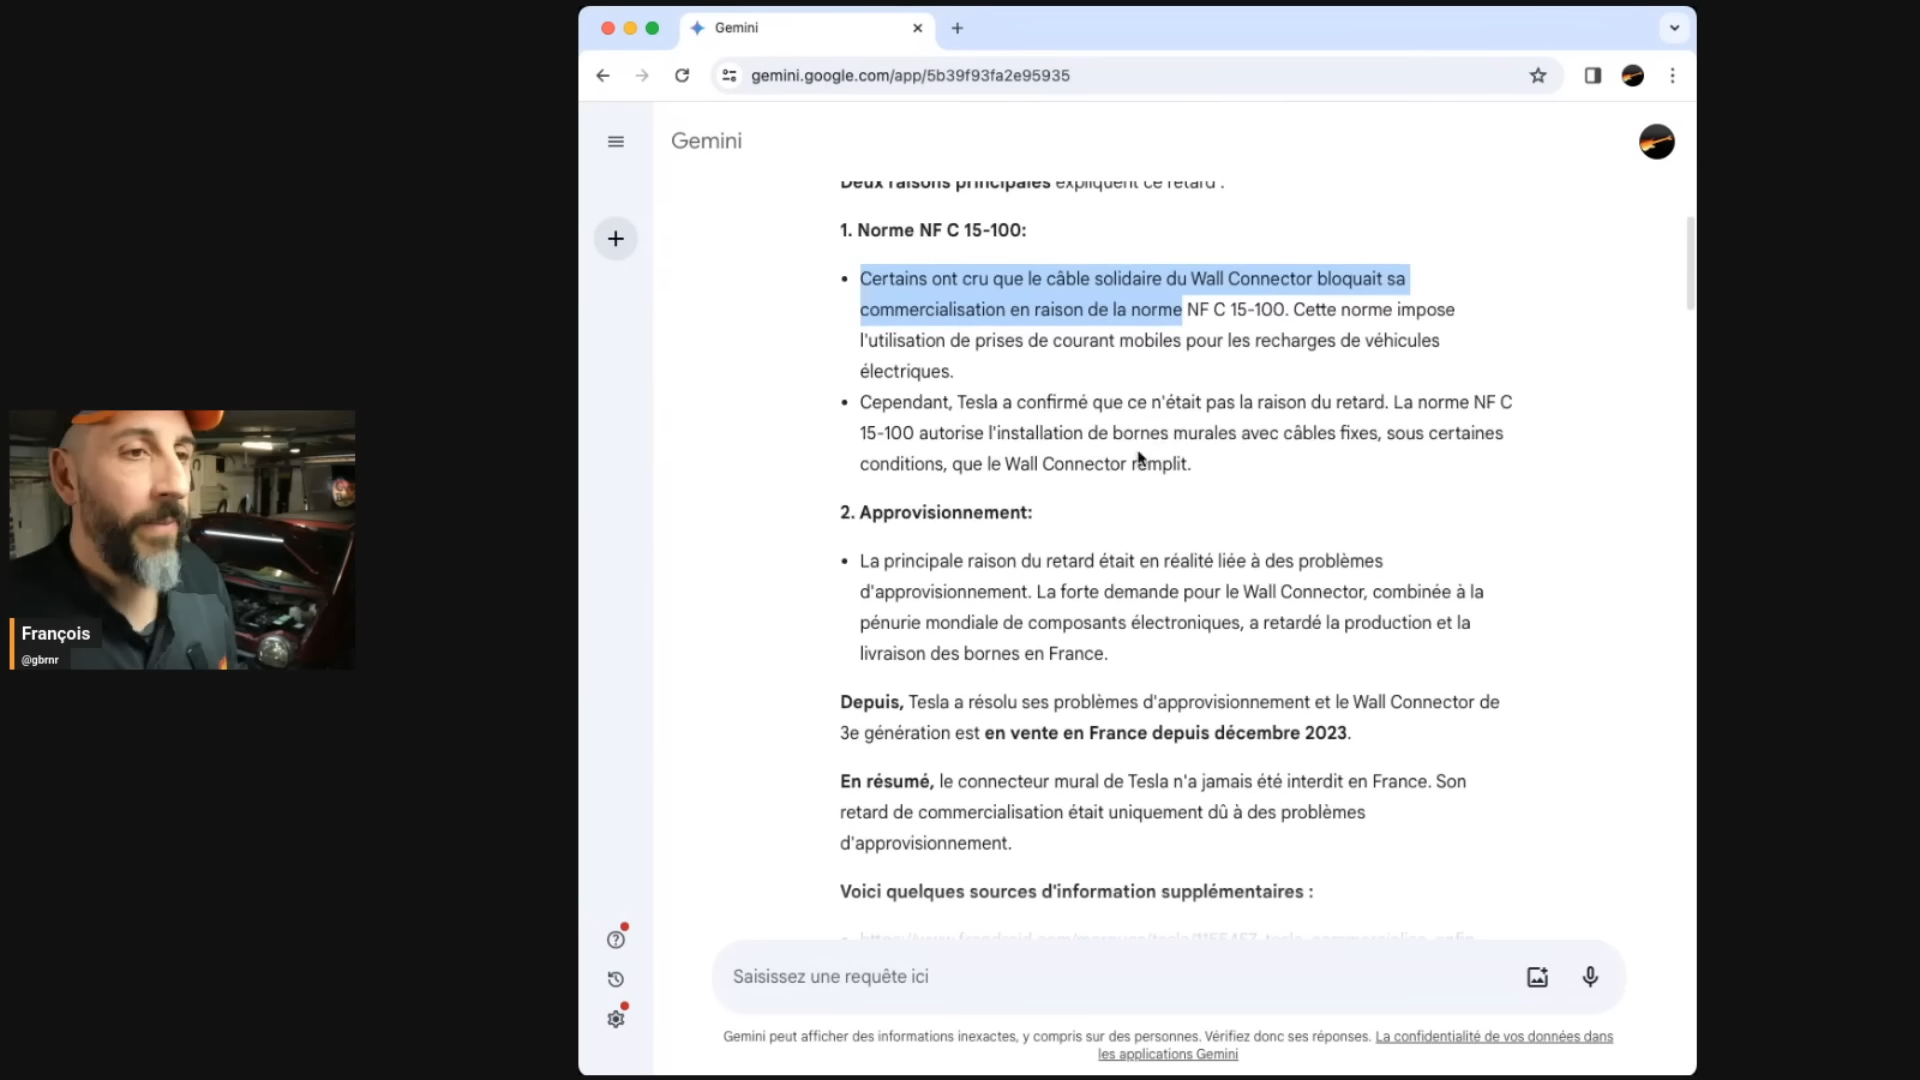 Gemini
gemini.google.com/app/5b39f93fa2e95935
Gemini
Deux raisons principales expliquent ce retard :
1. Norme NF C 15-100:
• Certains ont cru que le câble solidaire du Wall Connector bloquait sa
commercialisation en raison de la norme NF C 15-100. Cette norme impose
l'utilisation de prises de courant mobiles pour les recharges de véhicules
électriques.
• Cependant, Tesla a confirmé que ce n'était pas la raison du retard. La norme NF C
15-100 autorise l'installation de bornes murales avec câbles fixes, sous certaines
conditions, que le Wall Connector remplit.
2. Approvisionnement:
• La principale raison du retard était en réalité liée à des problèmes
d'approvisionnement. La forte demande pour le Wall Connector, combinée à la
pénurie mondiale de composants électroniques, a retardé la production et la
livraison des bornes en France.
Depuis, Tesla a résolu ses problèmes d'approvisionnement et le Wall Connector de
3e génération est en vente en France depuis décembre 2023.
En résumé, le connecteur mural de Tesla n'a jamais été interdit en France. Son
retard de commercialisation était uniquement dû à des problèmes
d'approvisionnement.
Voici quelques sources d'information supplémentaires :
Saisissez une requête ici
Gemini peut afficher des informations inexactes, y compris sur des personnes. Vérifiez donc ses réponses. La confidentialité de vos données dans
les applications Gemini
François
@gbrnr